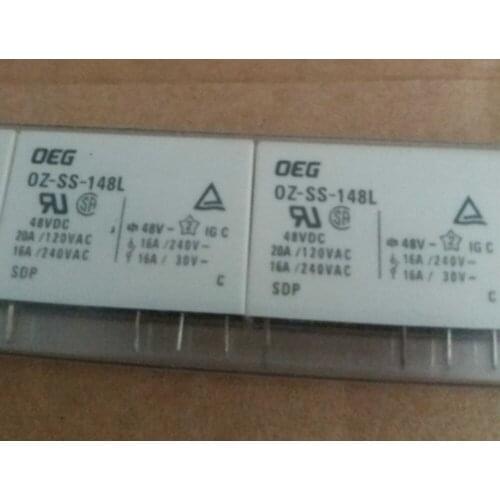 OEG
OZ-SS-148L
48VDC
20A/120VAC
16A/240VAC
SDP
48V⎓ IG C
16A/240V~
16A/ 30V⎓
C
OEG
OZ-SS-148L
48VDC
20A/120VAC
16A/240VAC
SDP
48V⎓ IG C
16A/240V~
16A/ 30V⎓
C